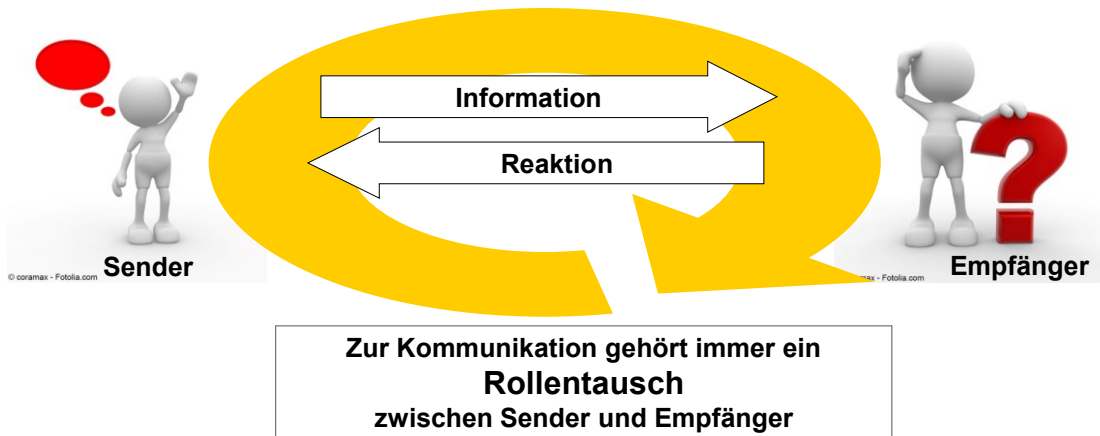 Information
Reaktion
Sender
Empfänger
© coramax - Fotolia.com
max - Fotolia.com
Zur Kommunikation gehört immer ein
Rollentausch
zwischen Sender und Empfänger